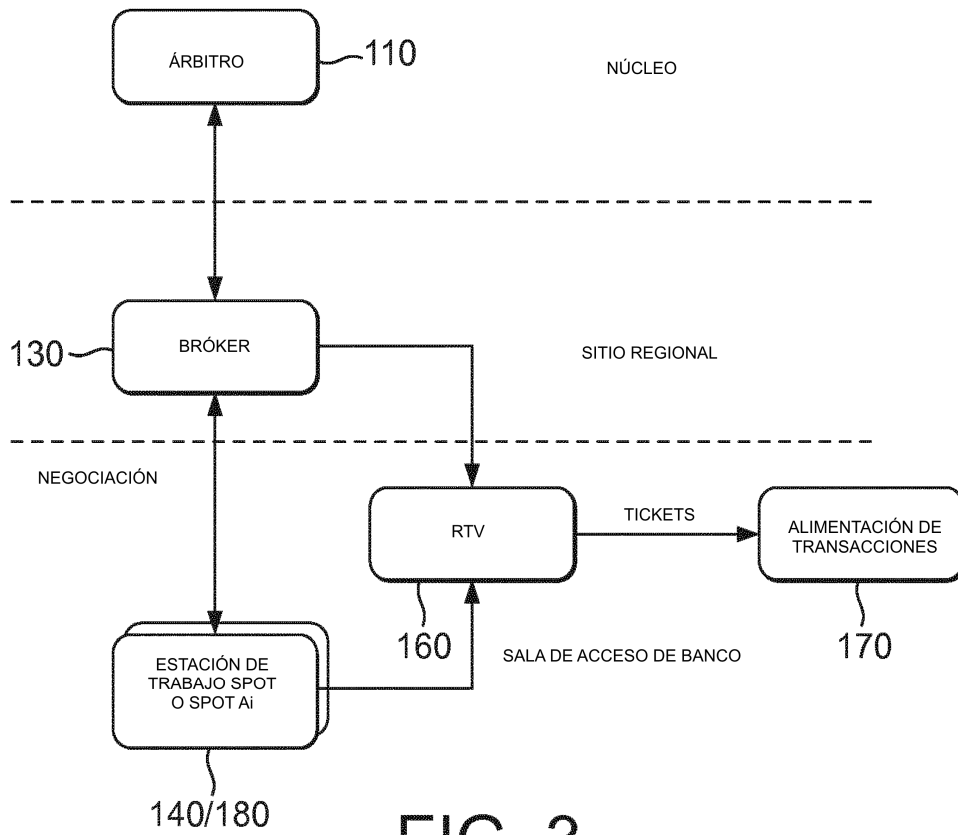 ÁRBITRO
110
NÚCLEO
130
BRÓKER
SITIO REGIONAL
NEGOCIACIÓN
RTV
TICKETS
ALIMENTACIÓN DE
TRANSACCIONES
160
170
SALA DE ACCESO DE BANCO
ESTACIÓN DE
TRABAJO SPOT
O SPOT Ai
140/180